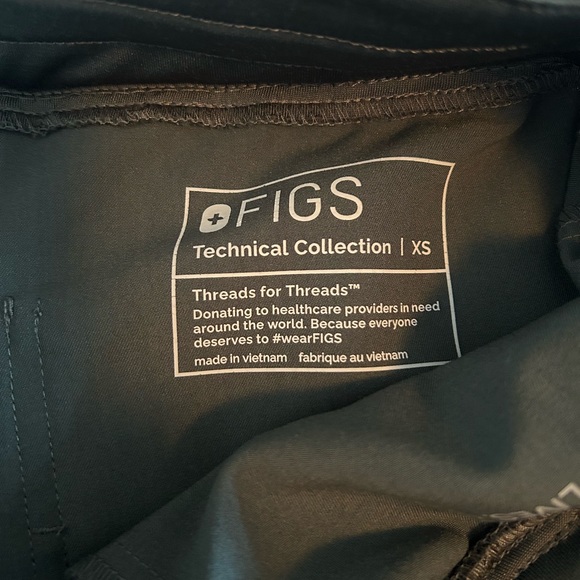 FIGS
Technical Collection | XS
Threads for Threads™
Donating to healthcare providers in need
around the world. Because everyone
deserves to #wearFIGS
made in vietnam fabrique au vietnam